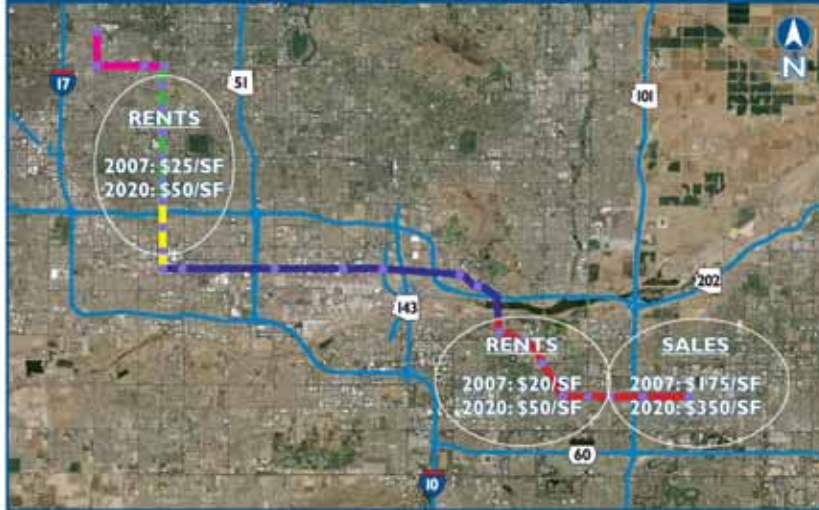 N
17
51
101
RENTS
2007: $25/SF
2020: $50/SF
202
143
RENTS
2007: $20/SF
2020: $50/SF
SALES
2007: $175/SF
2020: $350/SF
60
10